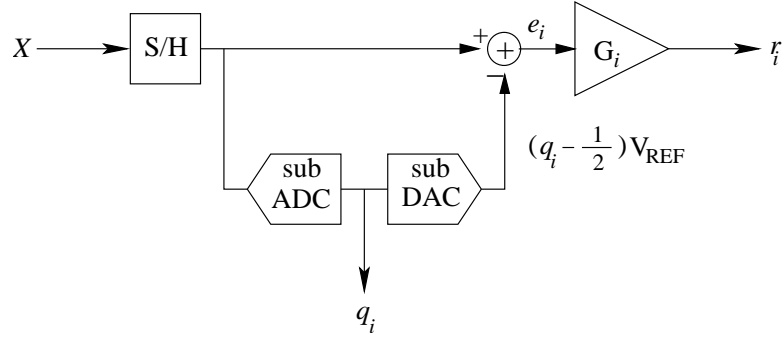 X
S/H
+
+
−
e_i
G_i
r_i
(q_i − 1/2)V_REF
sub
ADC
sub
DAC
q_i